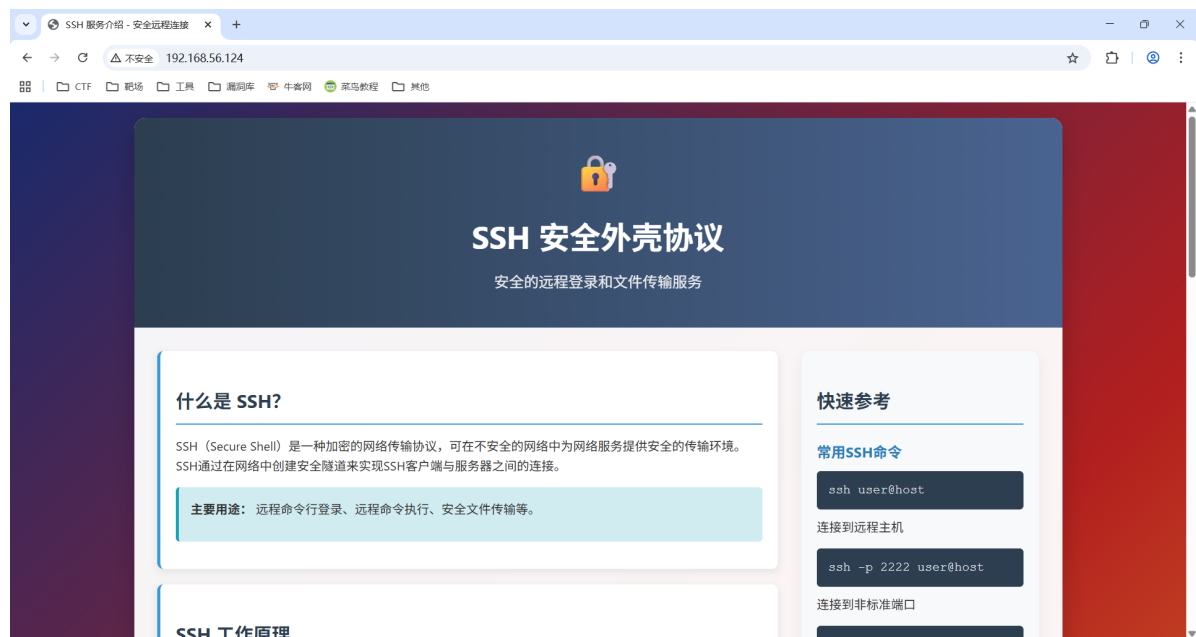 SSH 服务介绍 - 安全远程连接
不安全
192.168.56.124
CTF
靶场
工具
漏洞库
牛客网
菜鸟教程
其他
SSH 安全外壳协议
安全的远程登录和文件传输服务
什么是 SSH？
SSH（Secure Shell）是一种加密的网络传输协议，可在不安全的网络中为网络服务提供安全的传输环境。
SSH通过在网络中创建安全隧道来实现SSH客户端与服务器之间的连接。
主要用途： 远程命令行登录、远程命令执行、安全文件传输等。
SSH 工作原理
快速参考
常用SSH命令
ssh user@host
连接到远程主机
ssh -p 2222 user@host
连接到非标准端口